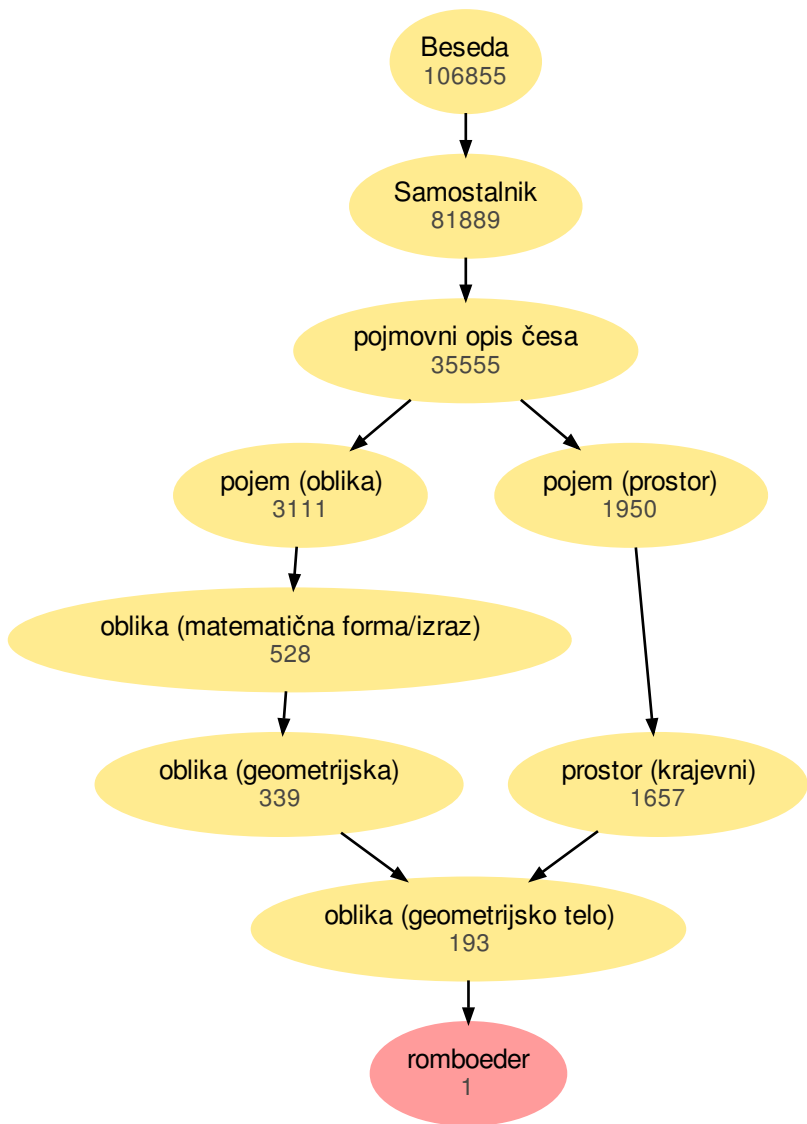 Beseda
106855
Samostalnik
81889
pojmovni opis česa
35555
pojem (oblika)
3111
pojem (prostor)
1950
oblika (matematična forma/izraz)
528
oblika (geometrijska)
339
prostor (krajevni)
1657
oblika (geometrijsko telo)
193
romboeder
1